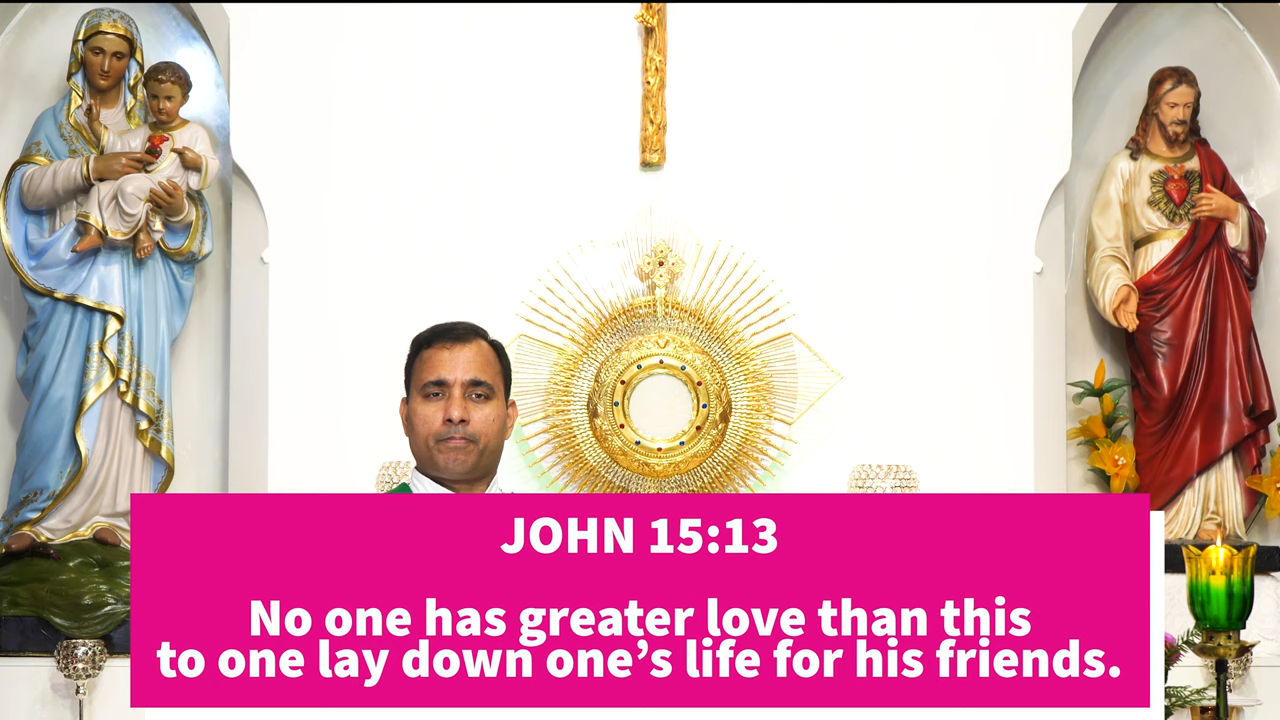 JOHN 15:13
No one has greater love than this
to one lay down one's life for his friends.